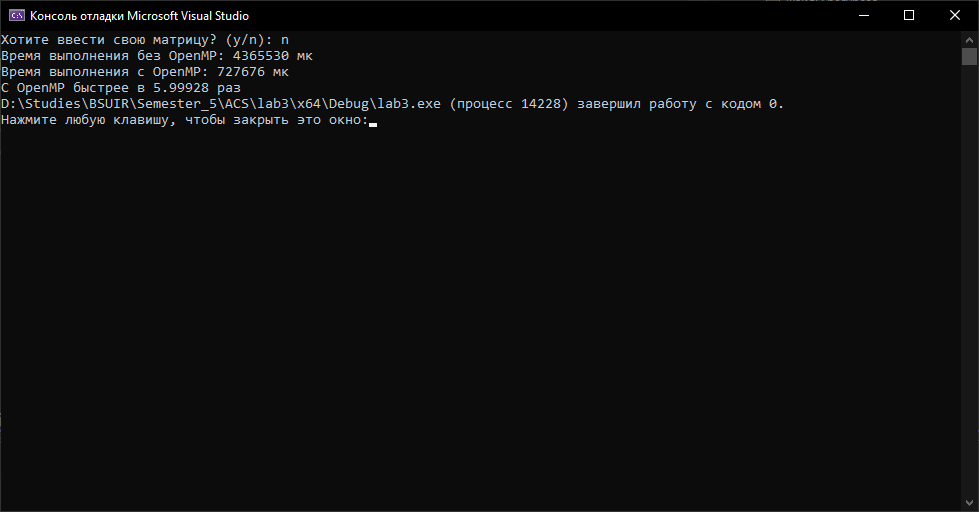 Консоль отладки Microsoft Visual Studio
Хотите ввести свою матрицу? (y/n): n
Время выполнения без OpenMP: 4365530 мк
Время выполнения с OpenMP: 727676 мк
С OpenMP быстрее в 5.99928 раз
D:\Studies\BSUIR\Semester_5\ACS\lab3\x64\Debug\lab3.exe (процесс 14228) завершил работу с кодом 0.
Нажмите любую клавишу, чтобы закрыть это окно: